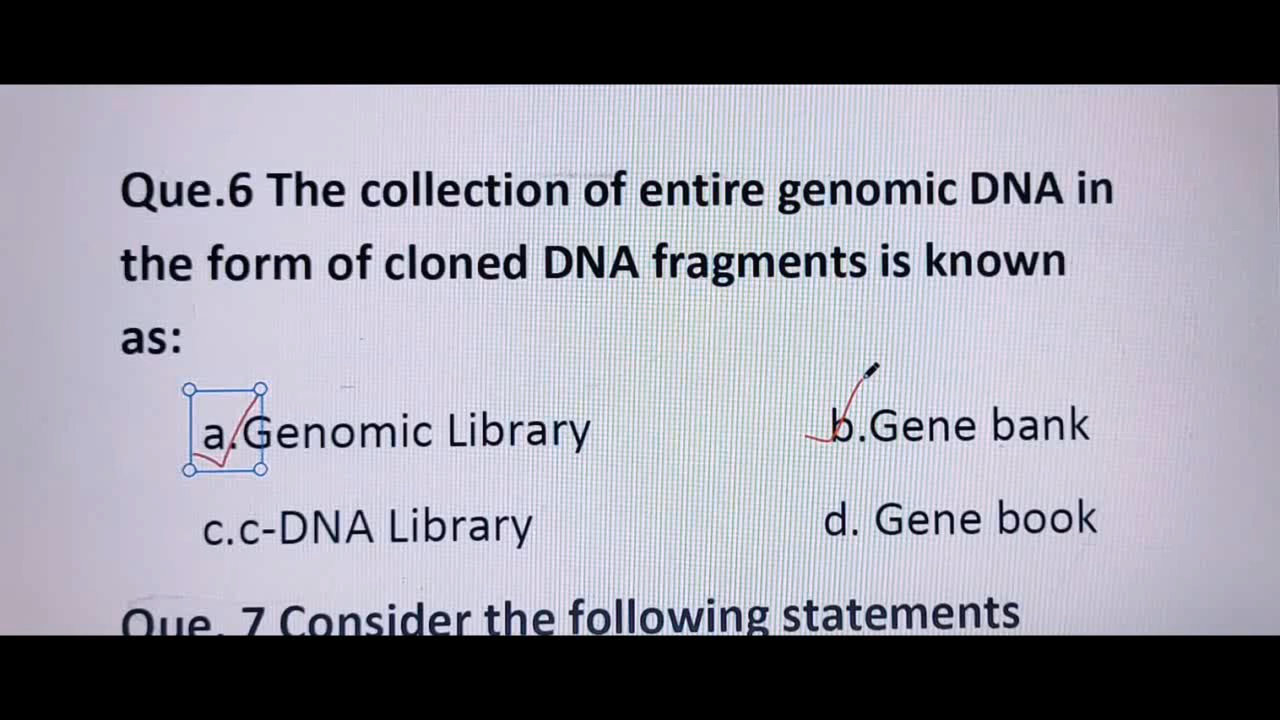 Que.6 The collection of entire genomic DNA in
the form of cloned DNA fragments is known
as:
a.Genomic Library b.Gene bank
c.c-DNA Library d. Gene book
Que. 7 Consider the following statements